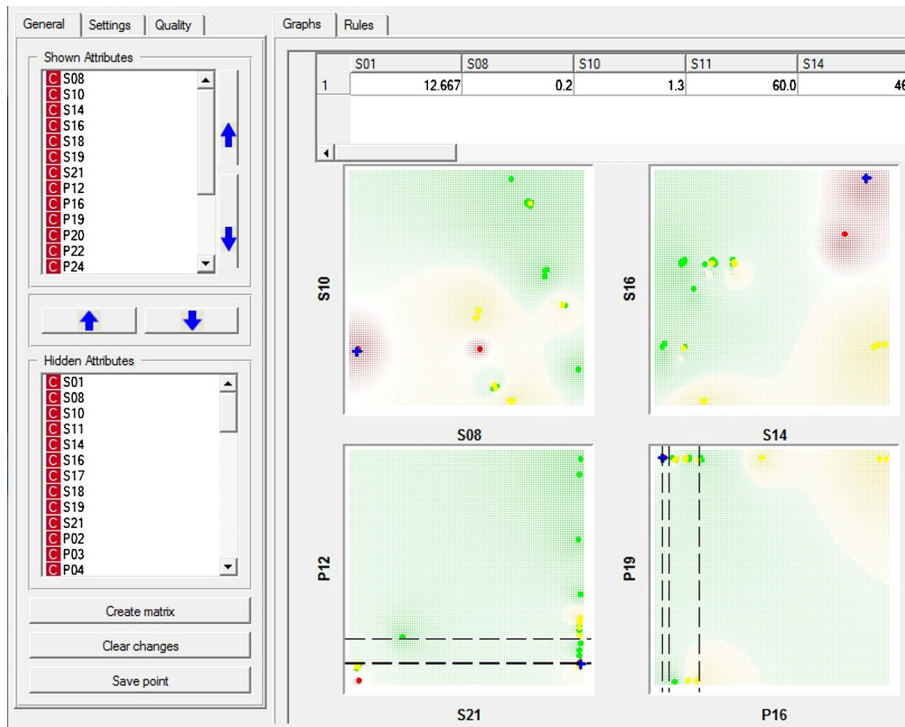 General Settings Quality
Shown Attributes
C S08
C S10
C S14
C S16
C S18
C S19
C S21
C P12
C P16
C P19
C P20
C P22
C P24
Hidden Attributes
C S01
C S08
C S10
C S11
C S14
C S16
C S17
C S18
C S19
C S21
C P02
C P03
C P04
Create matrix
Clear changes
Save point
Graphs Rules
S01 S08 S10 S11 S14
1 12.667 0.2 1.3 60.0 46
S10
S08
S16
S14
P12
S21
P19
P16